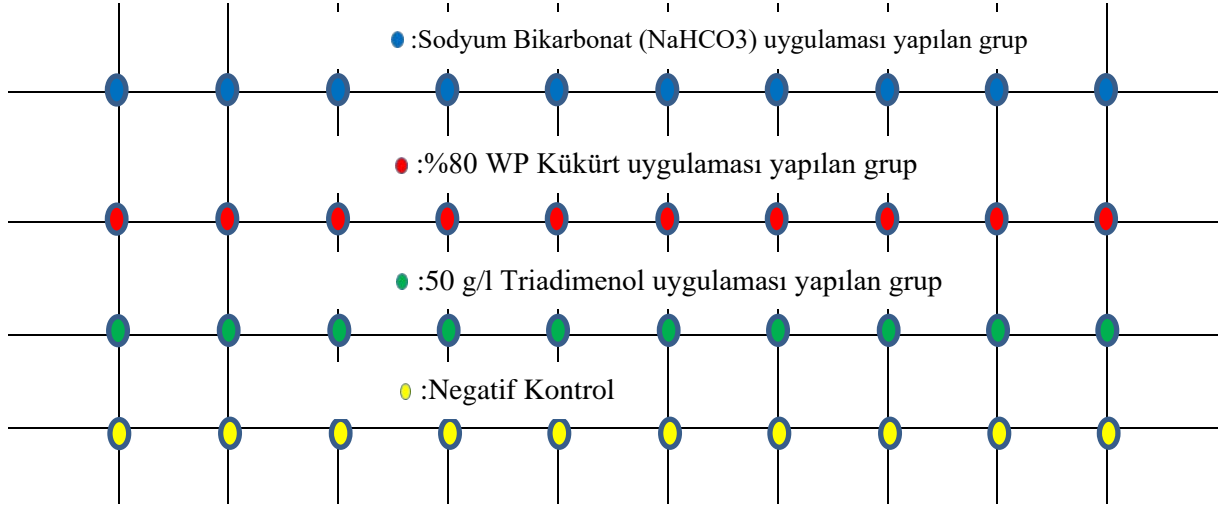 :Sodyum Bikarbonat (NaHCO3) uygulaması yapılan grup
:%80 WP Kükürt uygulaması yapılan grup
:50 g/l Triadimenol uygulaması yapılan grup
:Negatif Kontrol